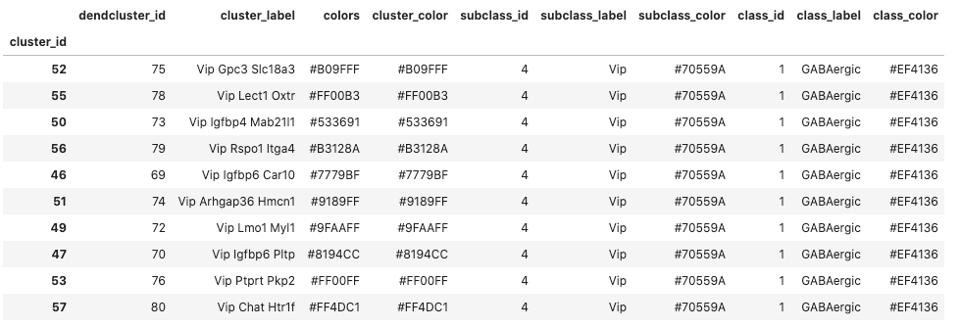 dendcluster_id cluster_label colors cluster_color subclass_id subclass_label subclass_color class_id class_label class_color
cluster_id
52 75 Vip Gpc3 Slc18a3 #B09FFF #B09FFF 4 Vip #70559A 1 GABAergic #EF4136
55 78 Vip Lect1 Oxtr #FF00B3 #FF00B3 4 Vip #70559A 1 GABAergic #EF4136
50 73 Vip Igfbp4 Mab21l1 #533691 #533691 4 Vip #70559A 1 GABAergic #EF4136
56 79 Vip Rspo1 Itga4 #B3128A #B3128A 4 Vip #70559A 1 GABAergic #EF4136
46 69 Vip Igfbp6 Car10 #7779BF #7779BF 4 Vip #70559A 1 GABAergic #EF4136
51 74 Vip Arhgap36 Hmcn1 #9189FF #9189FF 4 Vip #70559A 1 GABAergic #EF4136
49 72 Vip Lmo1 Myl1 #9FAAFF #9FAAFF 4 Vip #70559A 1 GABAergic #EF4136
47 70 Vip Igfbp6 Pltp #8194CC #8194CC 4 Vip #70559A 1 GABAergic #EF4136
53 76 Vip Ptprt Pkp2 #FF00FF #FF00FF 4 Vip #70559A 1 GABAergic #EF4136
57 80 Vip Chat Htr1f #FF4DC1 #FF4DC1 4 Vip #70559A 1 GABAergic #EF4136